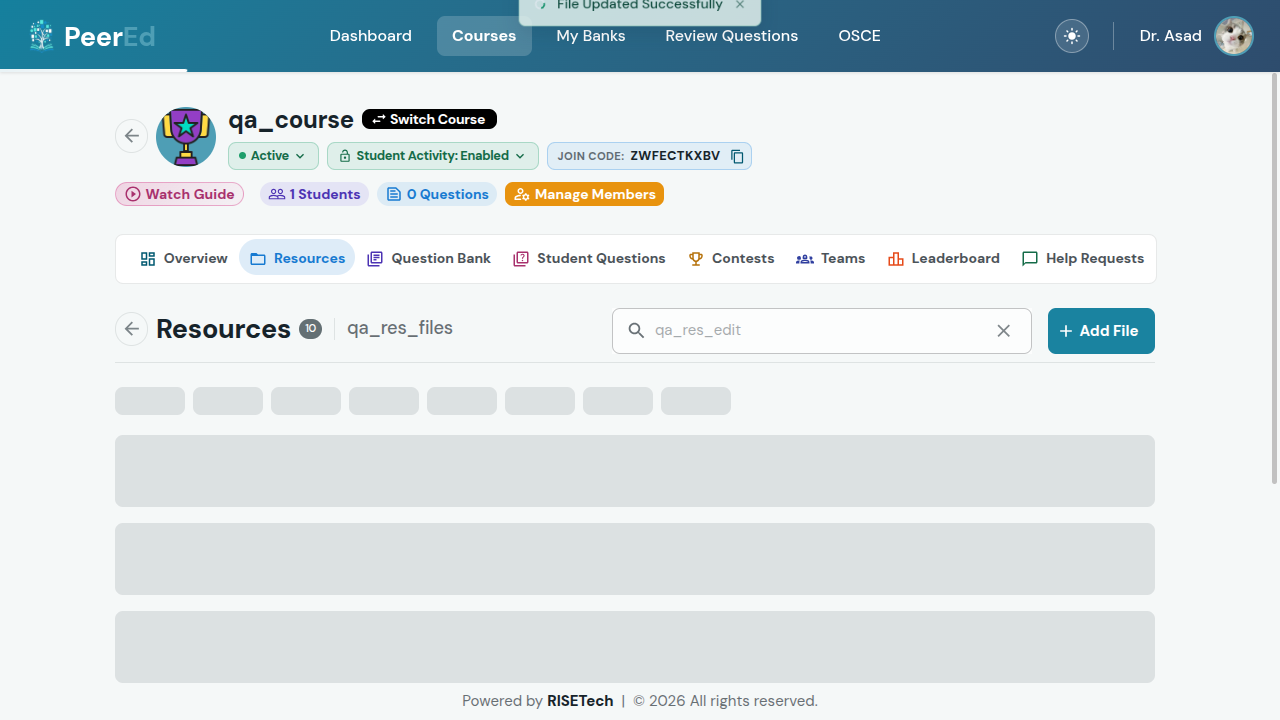 File Updated Successfully
PeerEd
Dashboard
Courses
My Banks
Review Questions
OSCE
Dr. Asad
qa_course
Switch Course
Active
Student Activity: Enabled
JOIN CODE: ZWFECTKXBV
Watch Guide
1 Students
0 Questions
Manage Members
Overview
Resources
Question Bank
Student Questions
Contests
Teams
Leaderboard
Help Requests
Resources 10
qa_res_files
qa_res_edit
Add File
Powered by RISETech | © 2026 All rights reserved.